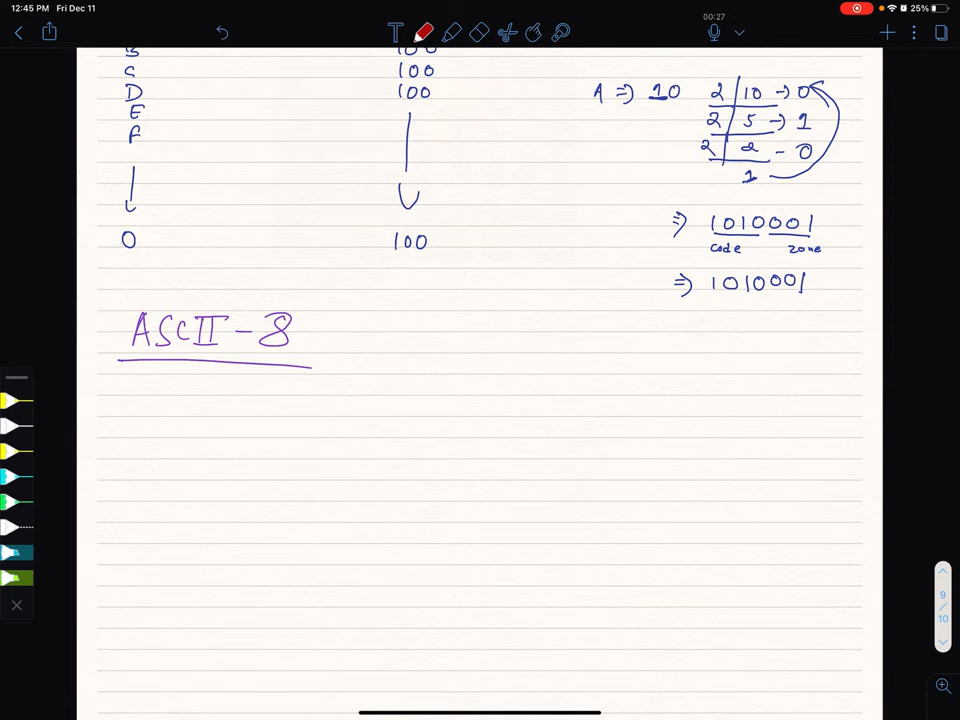 12:45 PM Fri Dec 11
25%
00:27
T
B 100
C 100
D 100
E
F
O 100
A ⇒ 10
2 10 → 0
2 5 → 1
2 2 - 0
1
⇒ 1010001
code zone
⇒ 1010001
ASCII - 8
9
/
10